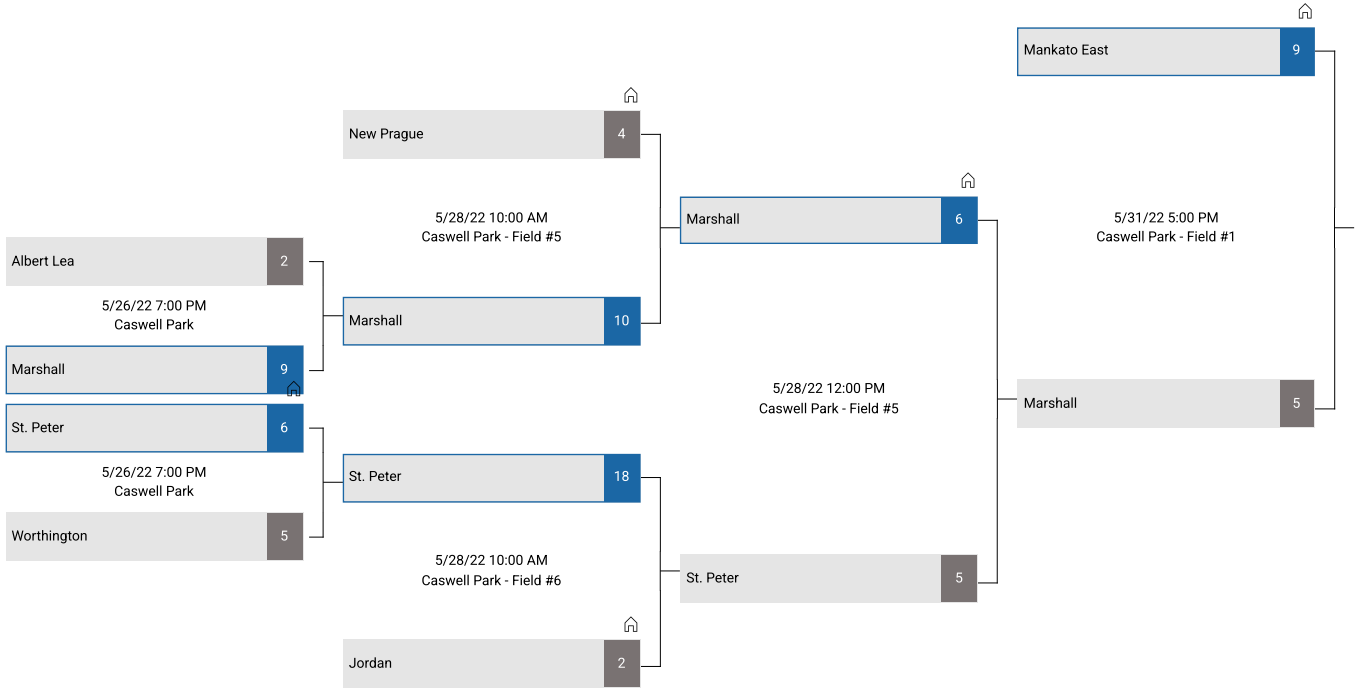 Albert Lea 2
5/26/22 7:00 PM
Caswell Park
Marshall 9
St. Peter 6
5/26/22 7:00 PM
Caswell Park
Worthington 5
New Prague 4
5/28/22 10:00 AM
Caswell Park - Field #5
Marshall 10
St. Peter 18
5/28/22 10:00 AM
Caswell Park - Field #6
Jordan 2
Marshall 6
5/28/22 12:00 PM
Caswell Park - Field #5
St. Peter 5
Mankato East 9
5/31/22 5:00 PM
Caswell Park - Field #1
Marshall 5